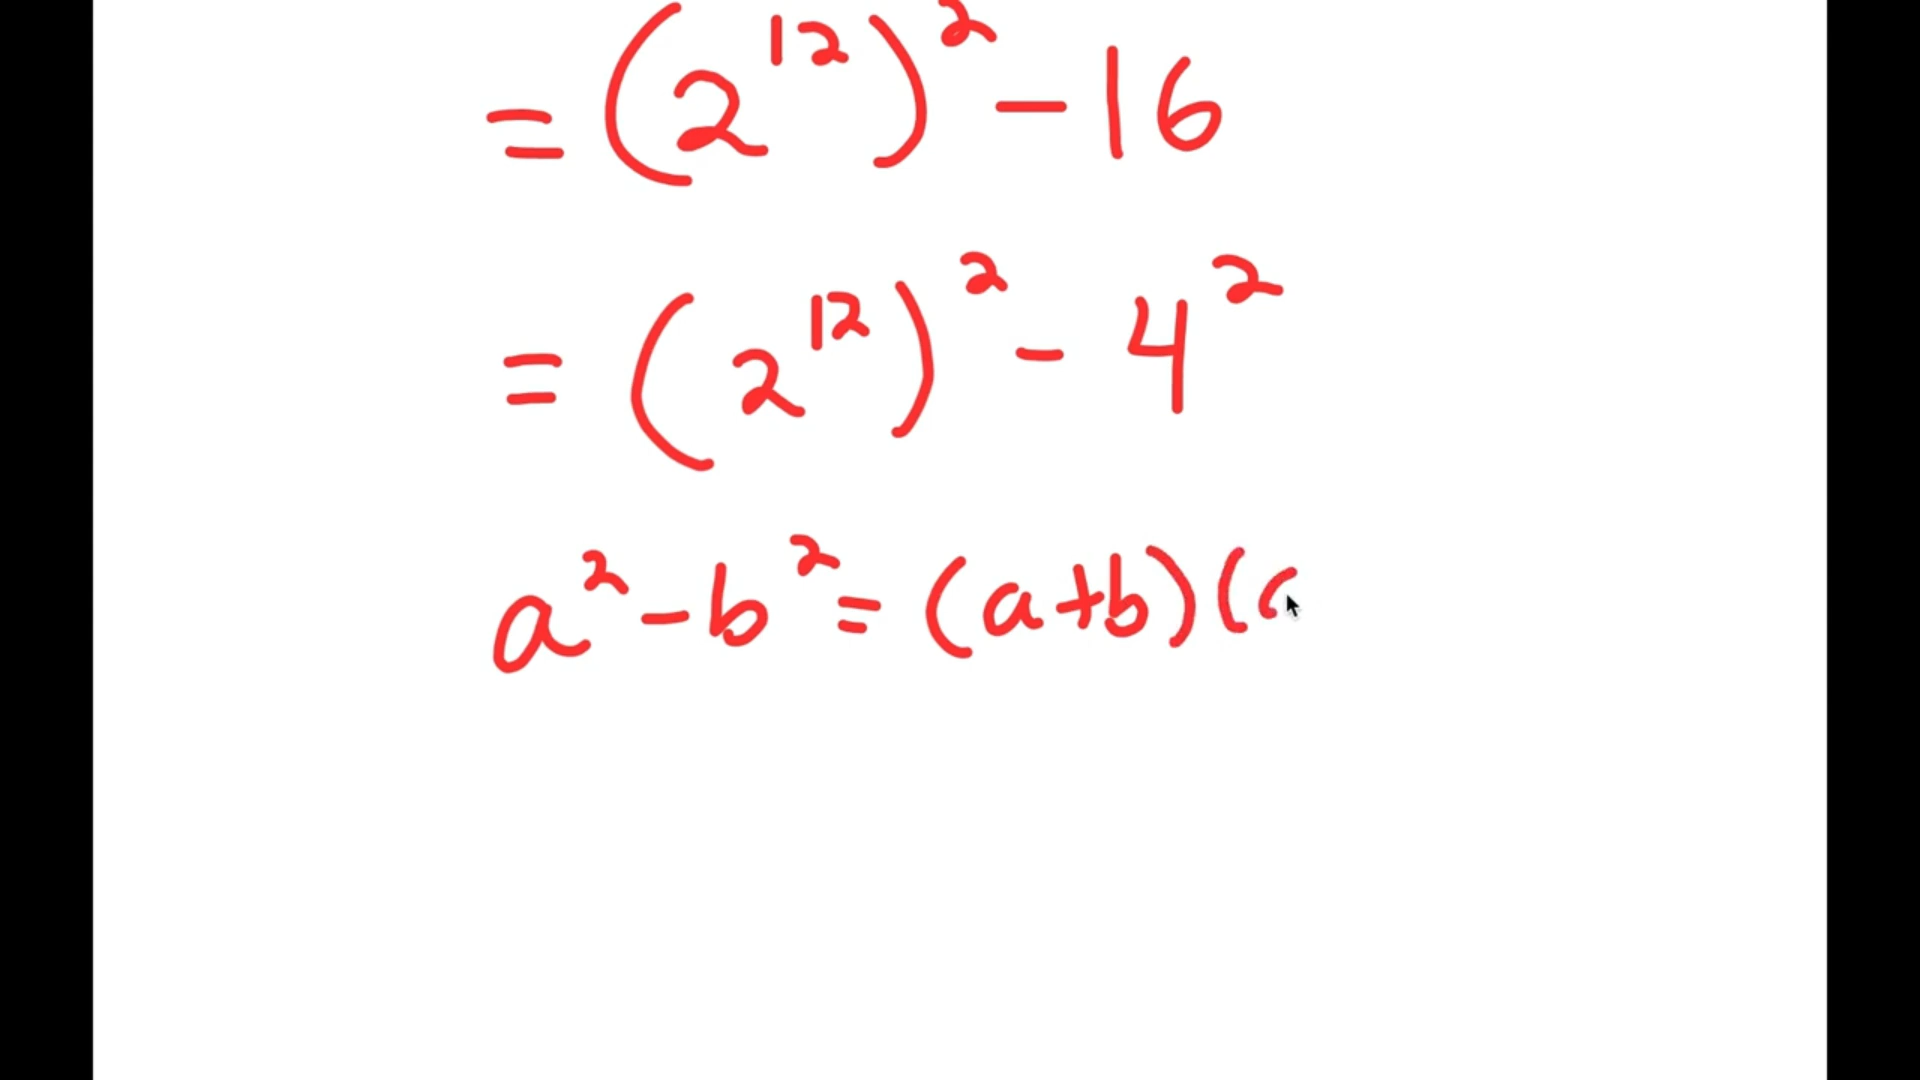 = (2^12)^2 - 16
= (2^12)^2 - 4^2
a^2 - b^2 = (a+b)(